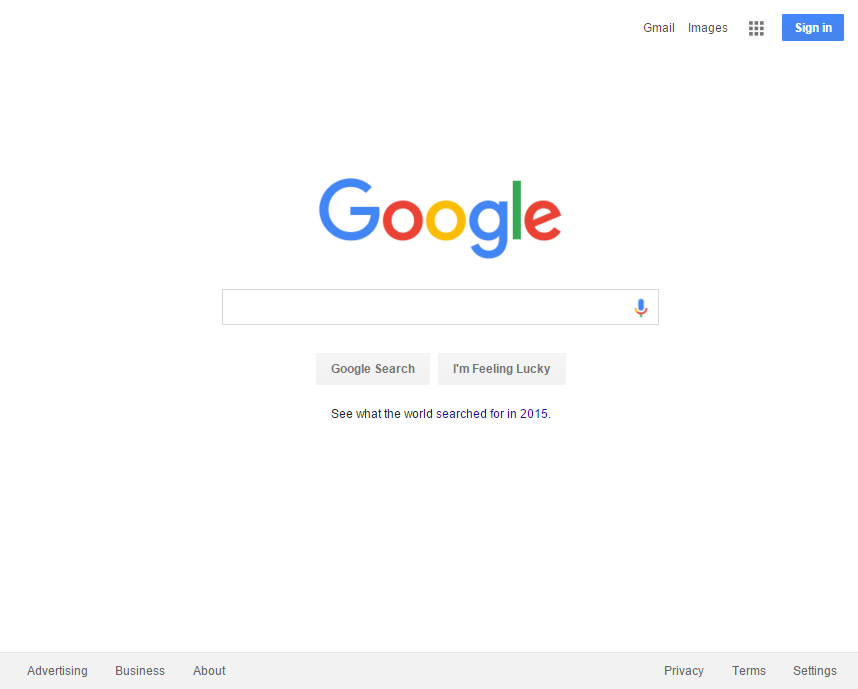 Gmail Images Sign in
Google
Google Search I'm Feeling Lucky
See what the world searched for in 2015.
Advertising Business About Privacy Terms Settings